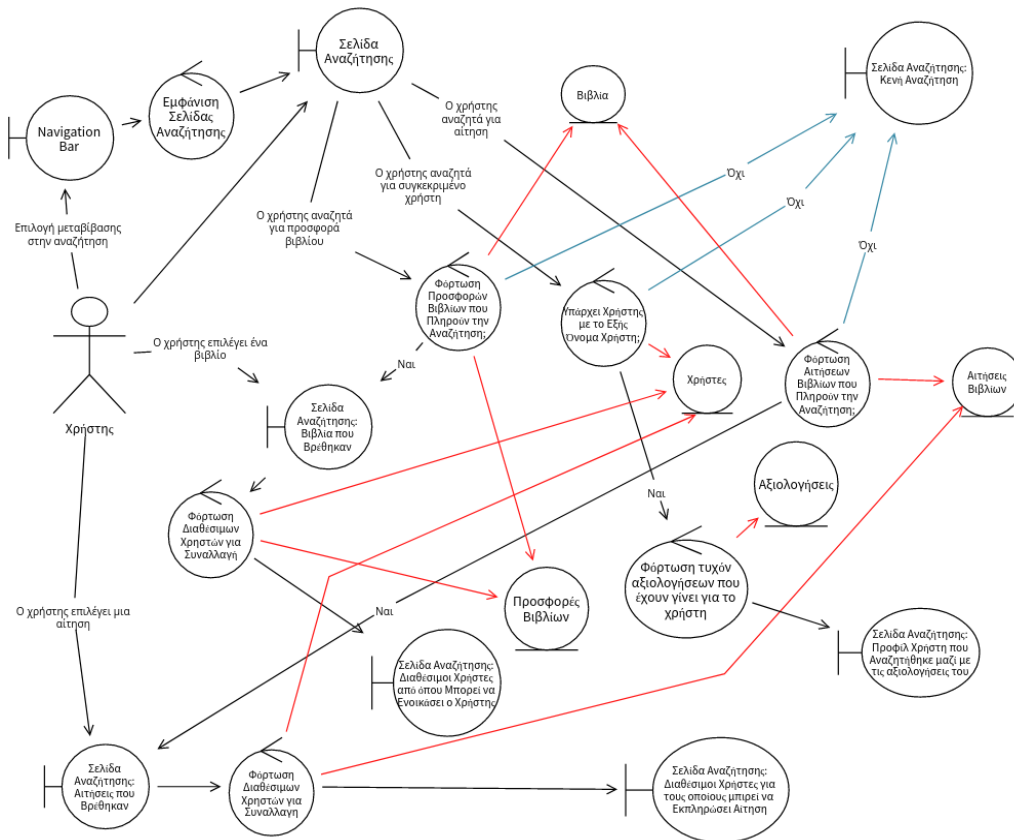 Σελίδα
Αναζήτησης
Σελίδα Αναζήτησης:
Κενή Αναζήτηση
Βιβλία
Εμφάνιση
Σελίδας
Αναζήτησης
Ο χρήστης
αναζητά για
αίτηση
Navigation
Bar
Ο χρήστης αναζητά
για συγκεκριμένο
χρήστη
Όχι
Όχι
Όχι
Επιλογή μεταβίβασης
στην αναζήτηση
Ο χρήστης αναζητά
για προσφορά
βιβλίου
Φόρτωση
Προσφορών
Βιβλίων που
Πληρούν την
Αναζήτηση;
Υπάρχει Χρήστης
με το Εξής
Όνομα Χρήστη;
Φόρτωση
Αιτήσεων
Βιβλίων που
Πληρούν την
Αναζήτηση;
Αιτήσεις
Βιβλίων
Ο χρήστης επιλέγει ένα
βιβλίο
Ναι
Χρήστες
Χρήστης
Σελίδα
Αναζήτησης:
Βιβλία που
Βρέθηκαν
Αξιολογήσεις
Ναι
Φόρτωση
Διαθέσιμων
Χρηστών για
Συναλλαγή
Φόρτωση τυχόν
αξιολογήσεων που
έχουν γίνει για το
χρήστη
Προσφορές
Βιβλίων
Ο χρήστης επιλέγει μια
αίτηση
Ναι
Σελίδα Αναζήτησης:
Προφίλ Χρήστη που
Αναζητήθηκε μαζί με
τις αξιολογήσεις του
Σελίδα Αναζήτησης:
Διαθέσιμοι Χρήστες
από όπου Μπορεί να
Ενοικάσει ο Χρήστης
Σελίδα
Αναζήτησης:
Αιτήσεις που
Βρέθηκαν
Φόρτωση
Διαθέσιμων
Χρηστών για
Συναλλαγη
Σελίδα Αναζήτησης:
Διαθέσιμοι Χρήστες για
τους οποίους μπιρεί να
Εκπληρώσει Αίτηση